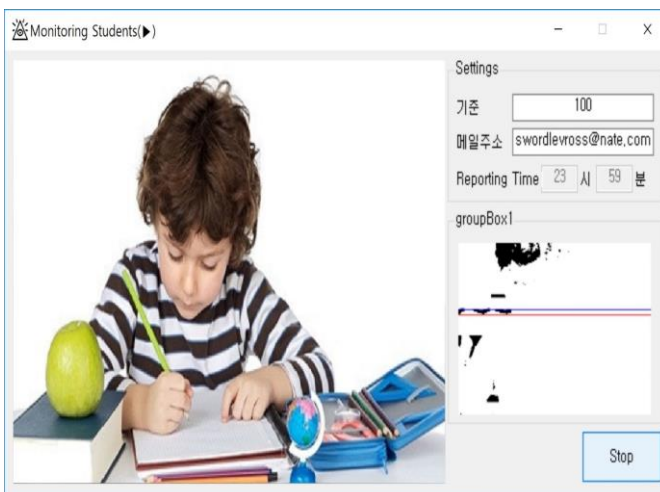 Monitoring Students(▶)
Settings
기준 100
메일주소 swordlevross@nate,com
Reporting Time 23 시 59 분
groupBox1
Stop